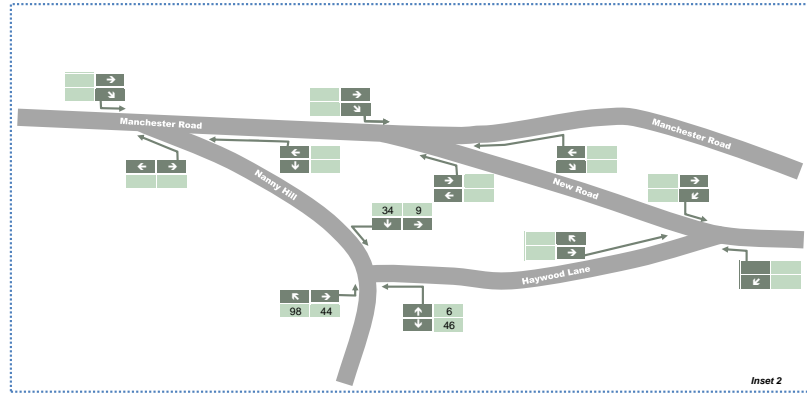 Manchester Road
Manchester Road
Nanny Hill
New Road
34 9
Haywood Lane
98 44
6
46
Inset 2